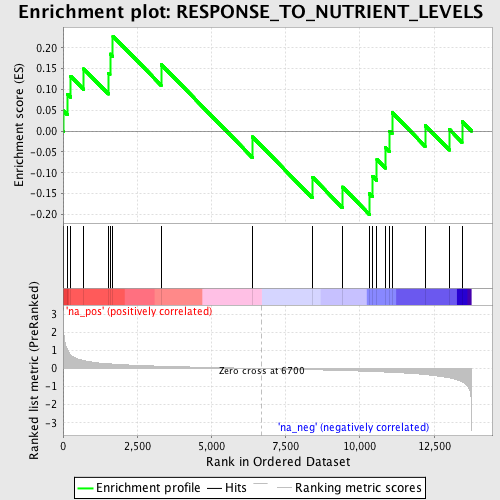 Enrichment plot: RESPONSE_TO_NUTRIENT_LEVELS
Enrichment score (ES)
0.20
0.15
0.10
0.05
0.00
-0.05
-0.10
-0.15
-0.20
'na_pos' (positively correlated)
Ranked list metric (PreRanked)
3
2
1
0
-1
-2
-3
Zero cross at 6700
'na_neg' (negatively correlated)
0
2,500
5,000
7,500
10,000
12,500
Rank in Ordered Dataset
Enrichment profile
Hits
Ranking metric scores